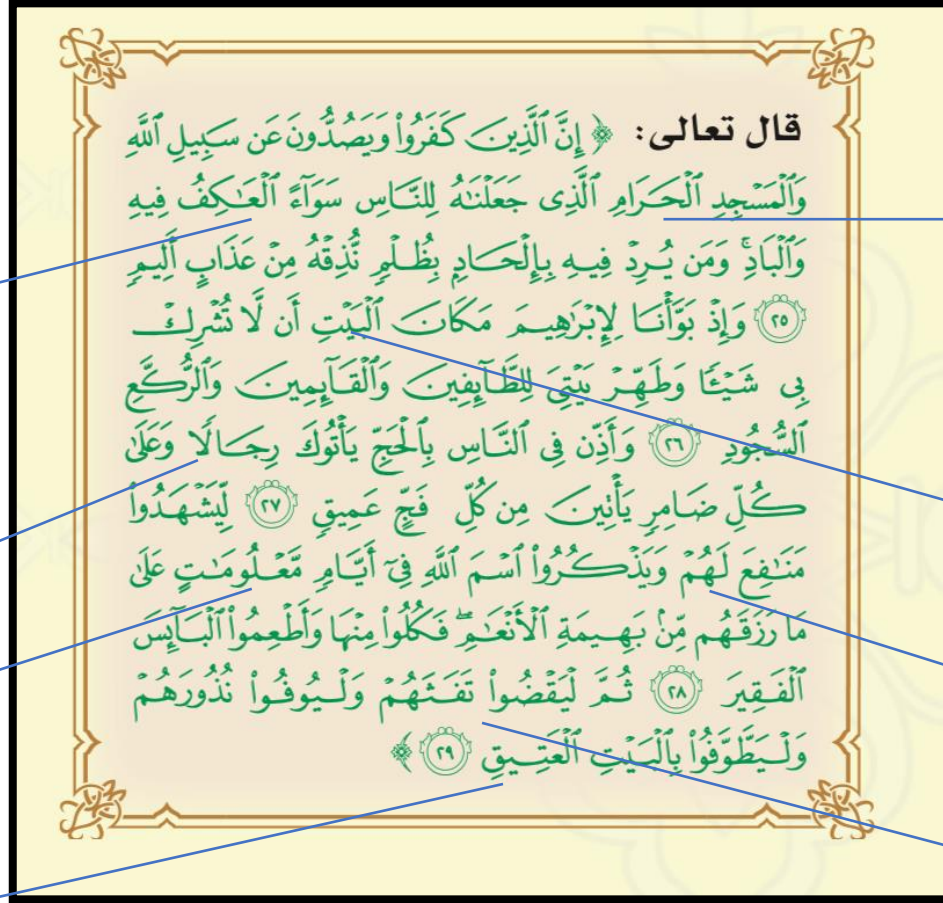 قال تعالى: ﴿ إِنَّ ٱلَّذِينَ كَفَرُوا۟ وَيَصُدُّونَ عَن سَبِيلِ ٱللَّهِ
وَٱلْمَسْجِدِ ٱلْحَرَامِ ٱلَّذِى جَعَلْنَٰهُ لِلنَّاسِ سَوَآءً ٱلْعَٰكِفُ فِيهِ
وَٱلْبَادِ ۚ وَمَن يُرِدْ فِيهِ بِإِلْحَادٍۭ بِظُلْمٍ نُّذِقْهُ مِنْ عَذَابٍ أَلِيمٍ
﴿٢٥﴾ وَإِذْ بَوَّأْنَا لِإِبْرَٰهِيمَ مَكَانَ ٱلْبَيْتِ أَن لَّا تُشْرِكْ
بِى شَيْـًٔا وَطَهِّرْ بَيْتِىَ لِلطَّآئِفِينَ وَٱلْقَآئِمِينَ وَٱلرُّكَّعِ
ٱلسُّجُودِ ﴿٢٦﴾ وَأَذِّن فِى ٱلنَّاسِ بِٱلْحَجِّ يَأْتُوكَ رِجَالًا وَعَلَىٰ
كُلِّ ضَامِرٍ يَأْتِينَ مِن كُلِّ فَجٍّ عَمِيقٍ ﴿٢٧﴾ لِّيَشْهَدُوا۟
مَنَٰفِعَ لَهُمْ وَيَذْكُرُوا۟ ٱسْمَ ٱللَّهِ فِىٓ أَيَّامٍ مَّعْلُومَٰتٍ عَلَىٰ
مَا رَزَقَهُم مِّنۢ بَهِيمَةِ ٱلْأَنْعَٰمِ ۖ فَكُلُوا۟ مِنْهَا وَأَطْعِمُوا۟ ٱلْبَآئِسَ
ٱلْفَقِيرَ ﴿٢٨﴾ ثُمَّ لْيَقْضُوا۟ تَفَثَهُمْ وَلْيُوفُوا۟ نُذُورَهُمْ
وَلْيَطَّوَّفُوا۟ بِٱلْبَيْتِ ٱلْعَتِيقِ ﴿٢٩﴾ ﴾